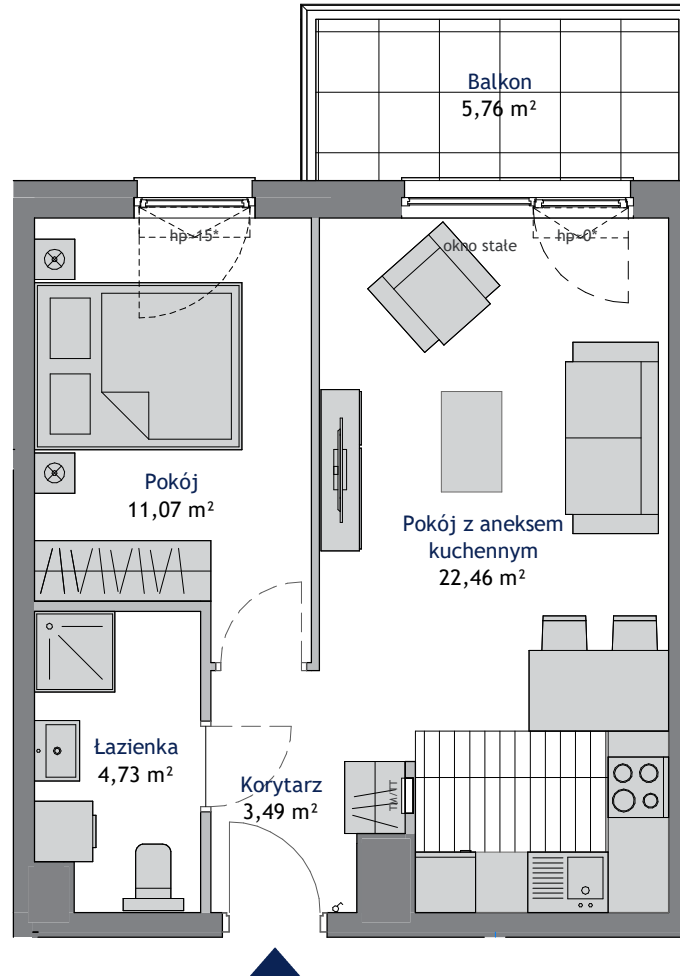 Balkon
5,76 m²
hp~15*
okno stałe
hp~0*
Pokój
11,07 m²
Pokój z aneksem
kuchennym
22,46 m²
Łazienka
4,73 m²
Korytarz
3,49 m²